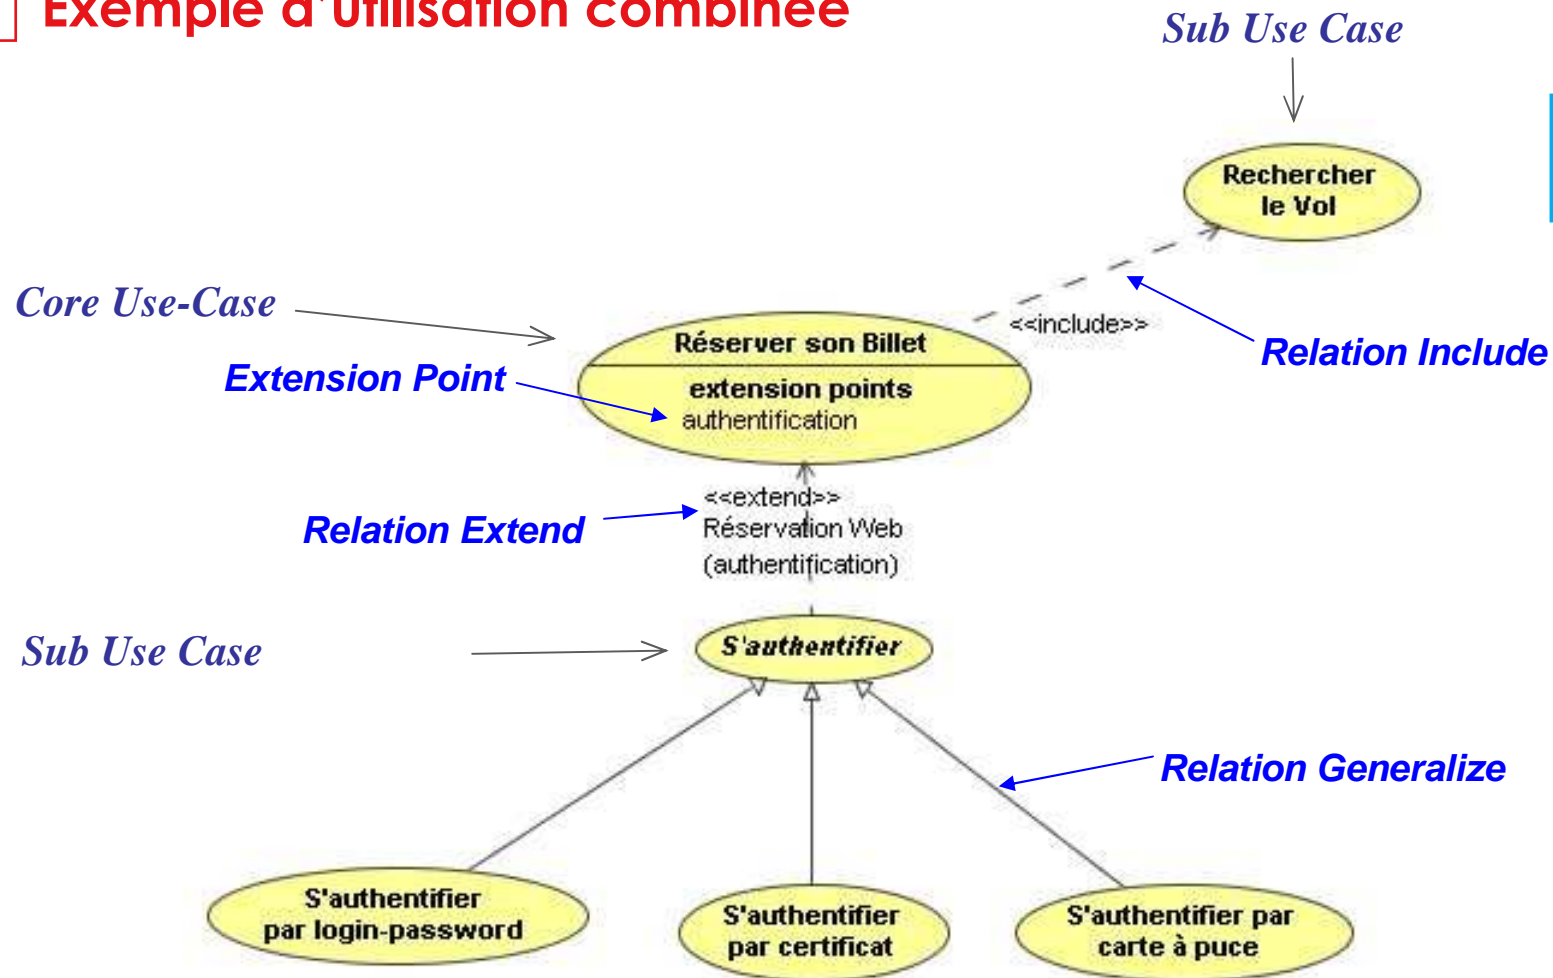 Exemple d'utilisation combinée
Sub Use Case
Rechercher
le Vol
Core Use-Case
<<include>>
Réserver son Billet
Relation Include
Extension Point
extension points
authentification
<<extend>>
Relation Extend
Réservation Web
(authentification)
Sub Use Case
S'authentifier
Relation Generalize
S'authentifier
par login-password
S'authentifier
par certificat
S'authentifier par
carte à puce